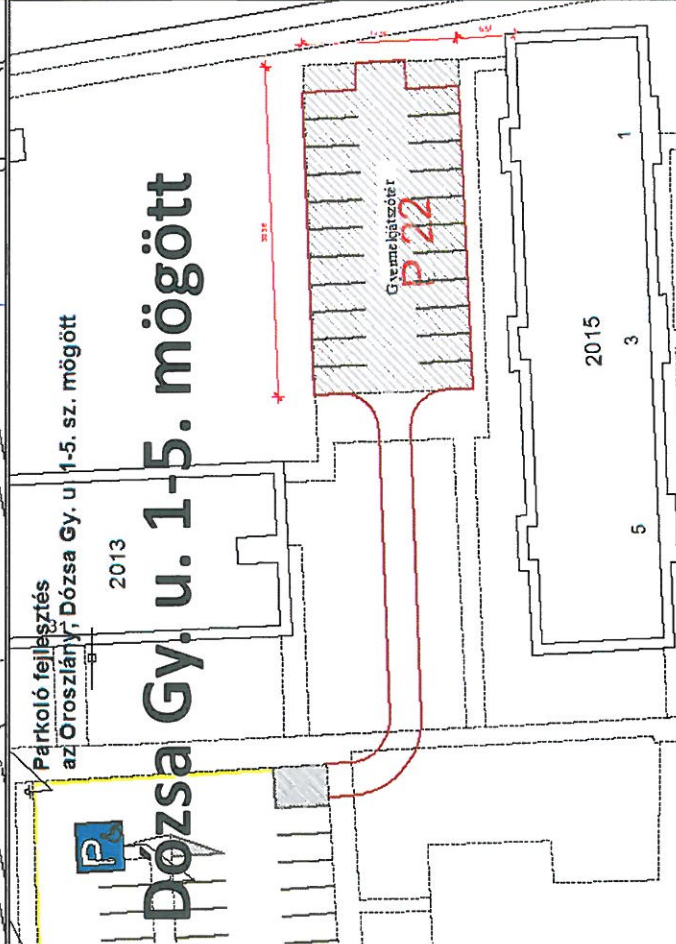 Parkoló fejlesztés
az Oroszlány, Dózsa Gy. u. 1-5. sz. mögött
Dózsa Gy. u. 1-5. mögött
2013
P
Gyermekjátszótér
P 22
2015
1
3
5